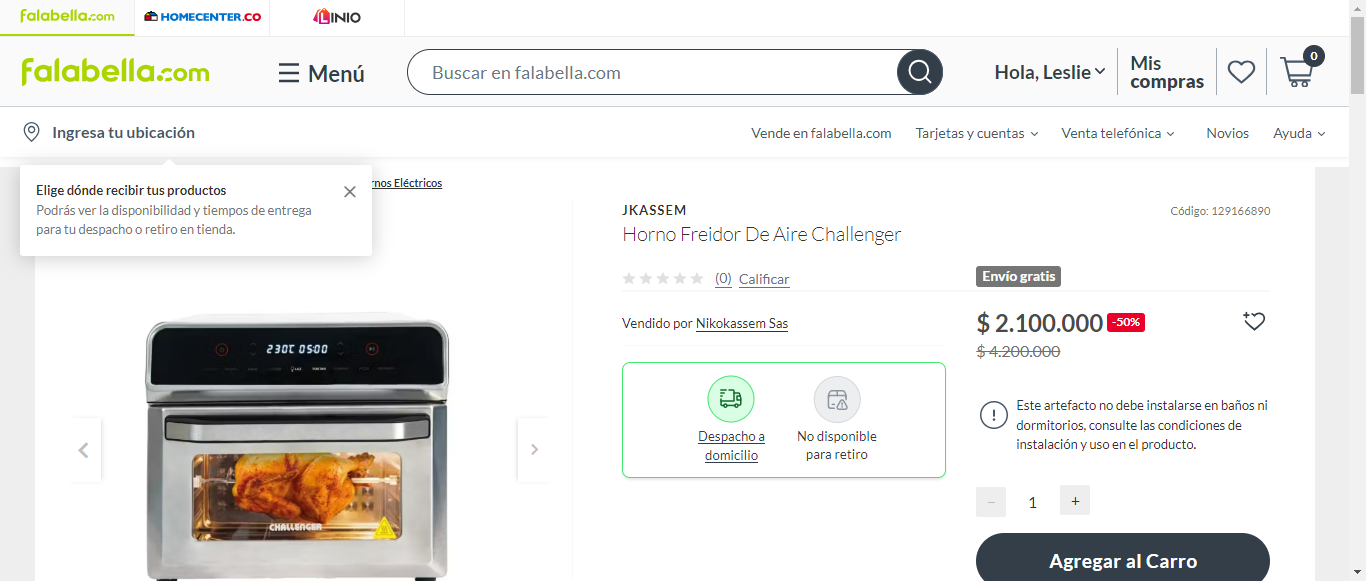 falabella.com
HOMECENTER.CO
LINIO
falabella.com
Menú
Buscar en falabella.com
Hola, Leslie
Mis
compras
0
Ingresa tu ubicación
Vende en falabella.com
Tarjetas y cuentas
Venta telefónica
Novios
Ayuda
Elige dónde recibir tus productos
Podrás ver la disponibilidad y tiempos de entrega
para tu despacho o retiro en tienda.
rnos Eléctricos
JKASSEM
Código: 129166890
Horno Freidor De Aire Challenger
(0) Calificar
Envío gratis
Vendido por Nikokassem Sas
$ 2.100.000 -50%
$ 4.200.000
Despacho a
domicilio
No disponible
para retiro
Este artefacto no debe instalarse en baños ni
dormitorios, consulte las condiciones de
instalación y uso en el producto.
− 1 +
Agregar al Carro
230C 05:00
CHALLENGER